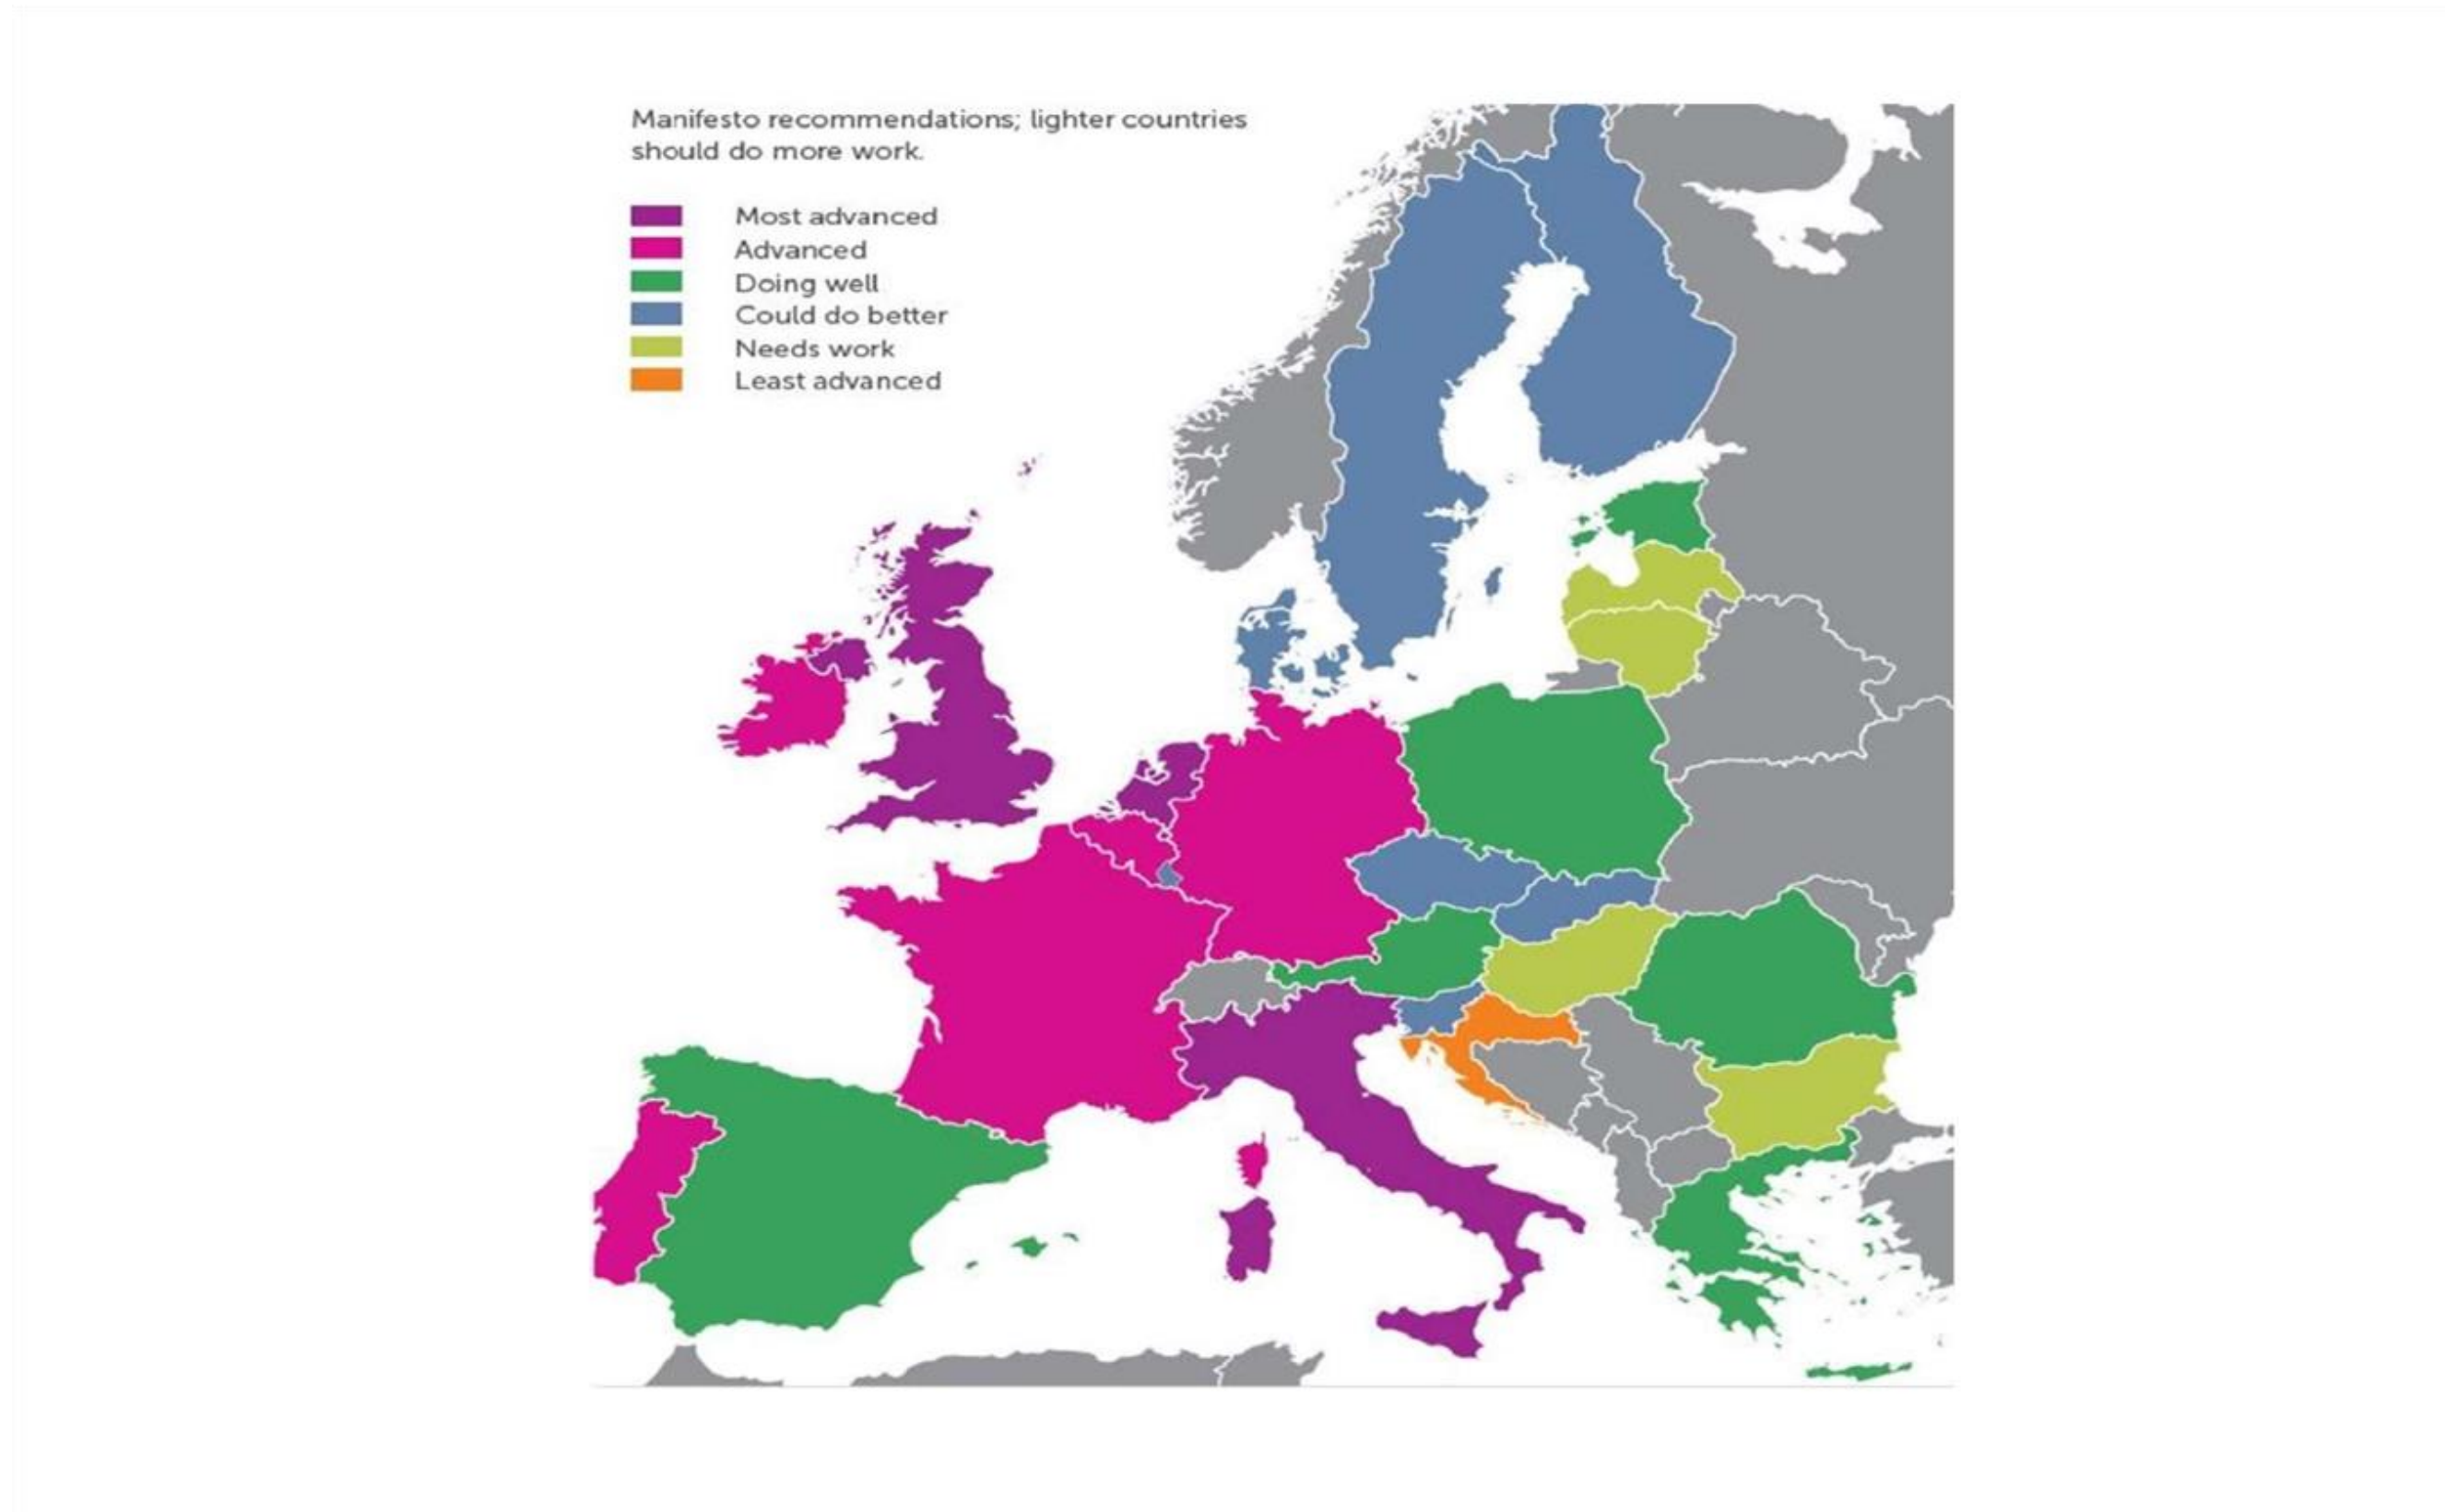 Manifesto recommendations; lighter countries
should do more work.
Most advanced
Advanced
Doing well
Could do better
Needs work
Least advanced